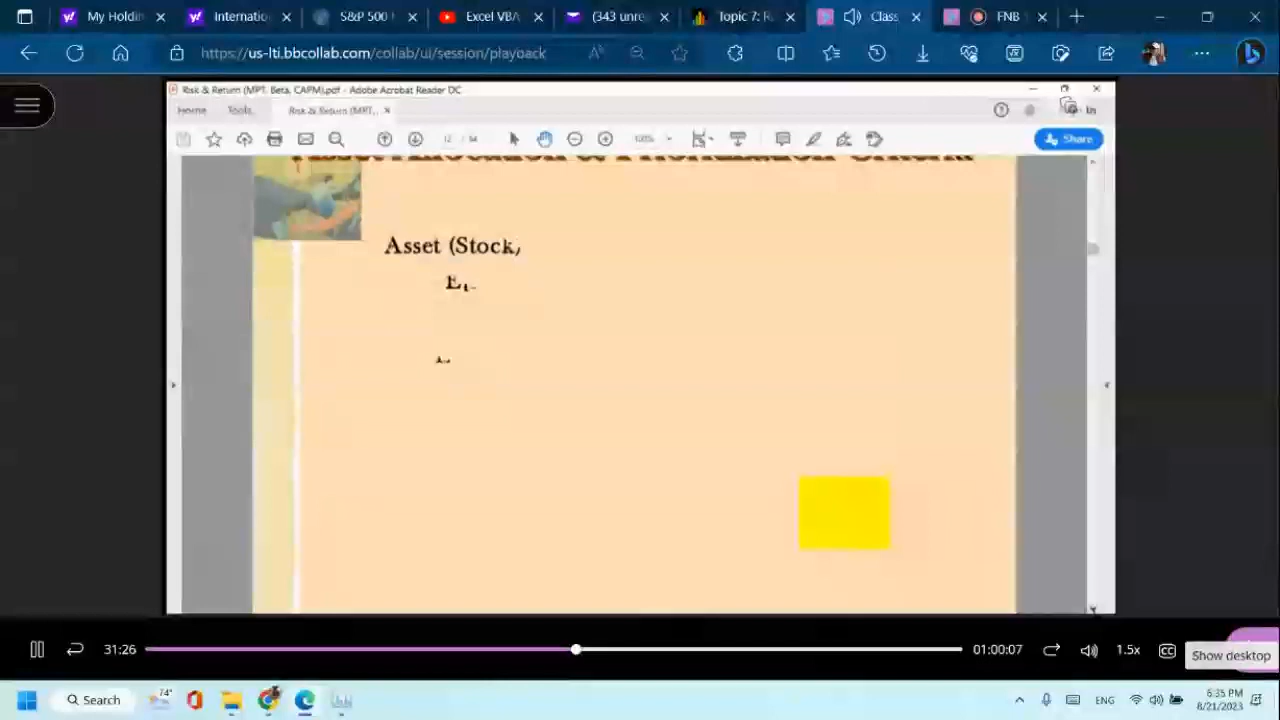 My Holdin
Internatio
S&P 500
Excel VBA
(343 unre
Topic 7: R
Class
FNB
https://us-lti.bbcollab.com/collab/ui/session/playback
Risk & Return (MPT, Beta, CAPM).pdf - Adobe Acrobat Reader DC
Home
Tools
Risk & Return (MPT,...
12 / 54
Share
Asset (Stock,
31:26
01:00:07
1.5x
CC
Show desktop
74°
Search
ENG
6:35 PM
8/21/2023